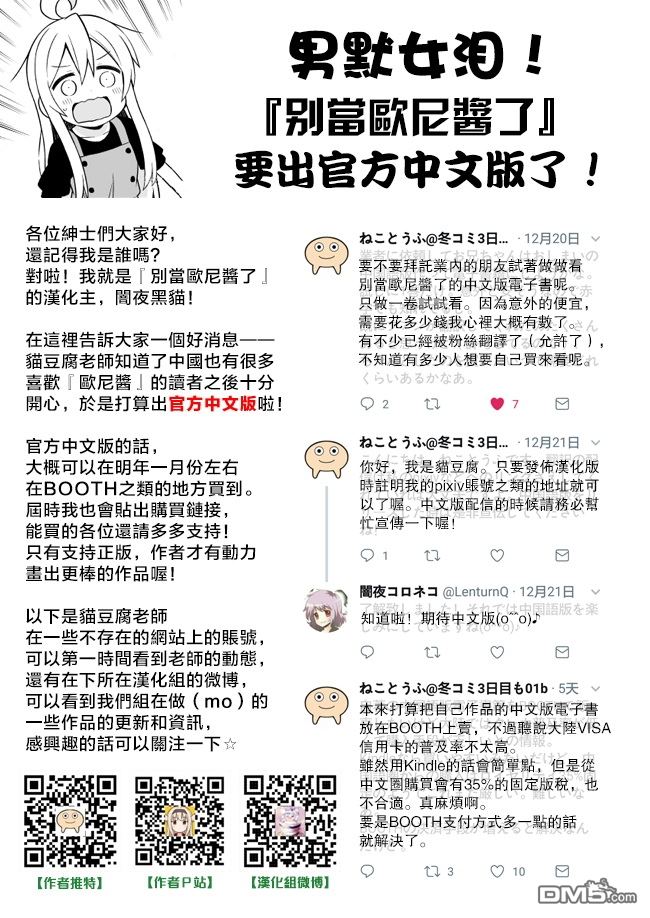 男默女泪！
『別當歐尼醬了』
要出官方中文版了！
各位紳士們大家好，
還記得我是誰嗎？
對啦！我就是『別當歐尼醬了』
的漢化主，闇夜黑貓！
在這裡告訴大家一個好消息——
貓豆腐老師知道了中國也有很多
喜歡『歐尼醬』的讀者之後十分
開心，於是打算出官方中文版啦！
官方中文版的話，
大概可以在明年一月份左右
在BOOTH之類的地方買到。
屆時我也會貼出購買鏈接，
能買的各位還請多多支持！
只有支持正版，作者才有動力
畫出更棒的作品喔！
以下是貓豆腐老師
在一些不存在的網站上的賬號，
可以第一時間看到老師的動態，
還有在下所在漢化組的微博，
可以看到我們組在做（mo）的
一些作品的更新和資訊，
感興趣的話可以關注一下☆
【作者推特】
【作者P站】
【漢化組微博】
ねことうふ@冬コミ3日... · 12月20日
要不要拜託業內的朋友試著做做看
別當歐尼醬了的中文版電子書呢。
只做一卷試試看。因為意外的便宜，
需要花多少錢我心裡大概有數了。
有不少已經被粉絲翻譯了（允許了），
不知道有多少人想要自己買來看呢。
2
7
ねことうふ@冬コミ3日... · 12月21日
你好，我是貓豆腐。只要發佈漢化版
時註明我的pixiv賬號之類的地址就可
以了喔。中文版配信的時候請務必幫
忙宣傳一下喔！
1
闇夜コロネコ @LenturnQ · 12月21日
知道啦！期待中文版(o^^o)♪
ねことうふ@冬コミ3日目も01b · 5天
本來打算把自己作品的中文版電子書
放在BOOTH上賣，不過聽說大陸VISA
信用卡的普及率不太高。
雖然用Kindle的話會簡單點，但是從
中文圈購買會有35%的固定版稅，也
不合適。真麻煩啊。
要是BOOTH支付方式多一點的話，
就解決了。
3
10
DM5.com